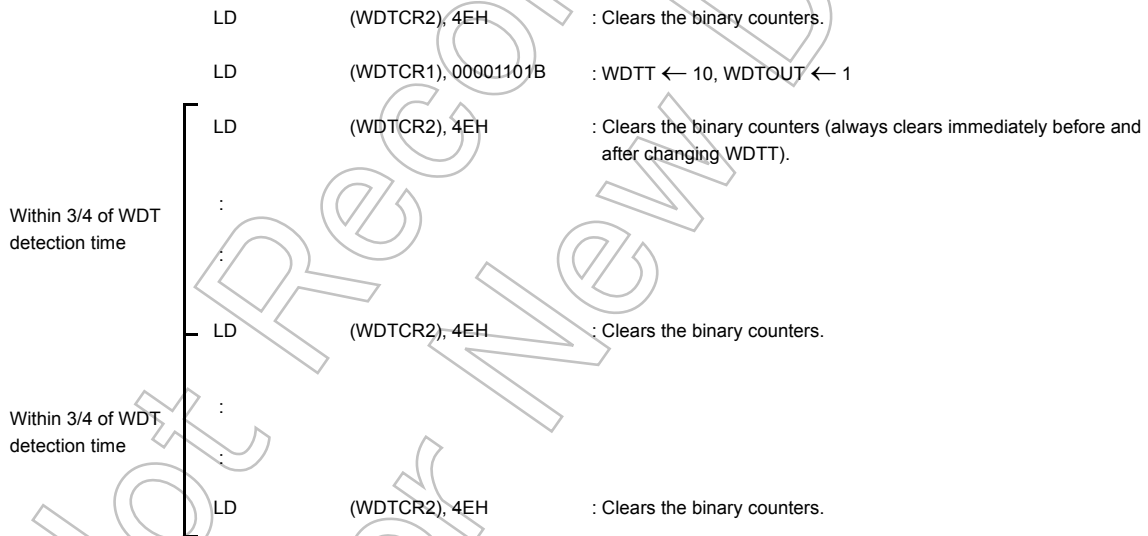 LD (WDTCR2), 4EH : Clears the binary counters.
LD (WDTCR1), 00001101B : WDTT ← 10, WDTOUT ← 1
LD (WDTCR2), 4EH : Clears the binary counters (always clears immediately before and
after changing WDTT).
Within 3/4 of WDT :
detection time
:
LD (WDTCR2), 4EH : Clears the binary counters.
Within 3/4 of WDT :
detection time
:
LD (WDTCR2), 4EH : Clears the binary counters.